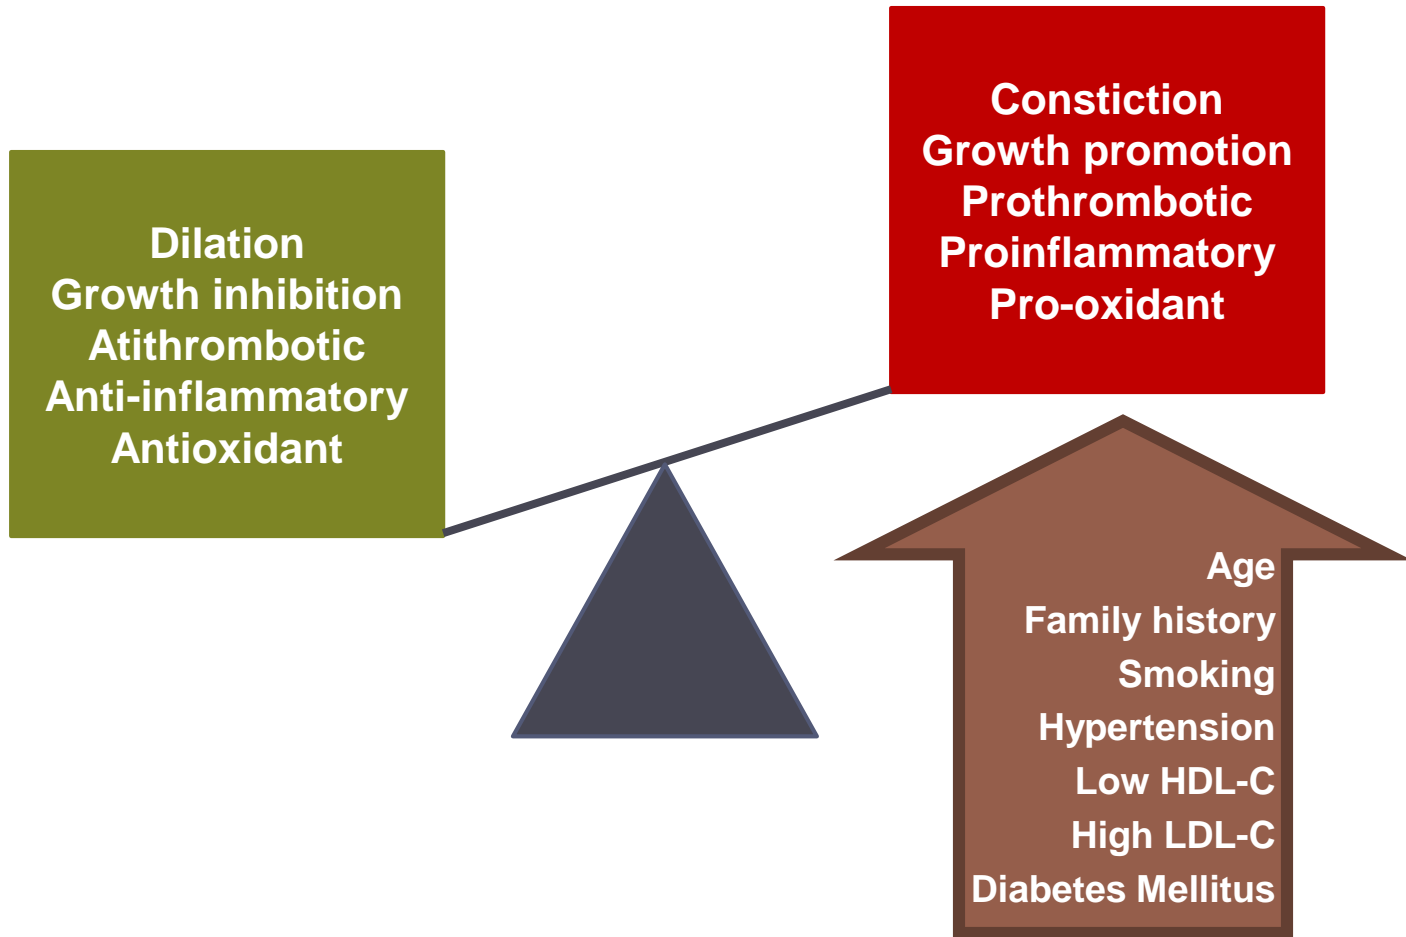 Dilation
Growth inhibition
Atithrombotic
Anti-inflammatory
Antioxidant
Constiction
Growth promotion
Prothrombotic
Proinflammatory
Pro-oxidant
Age
Family history
Smoking
Hypertension
Low HDL-C
High LDL-C
Diabetes Mellitus